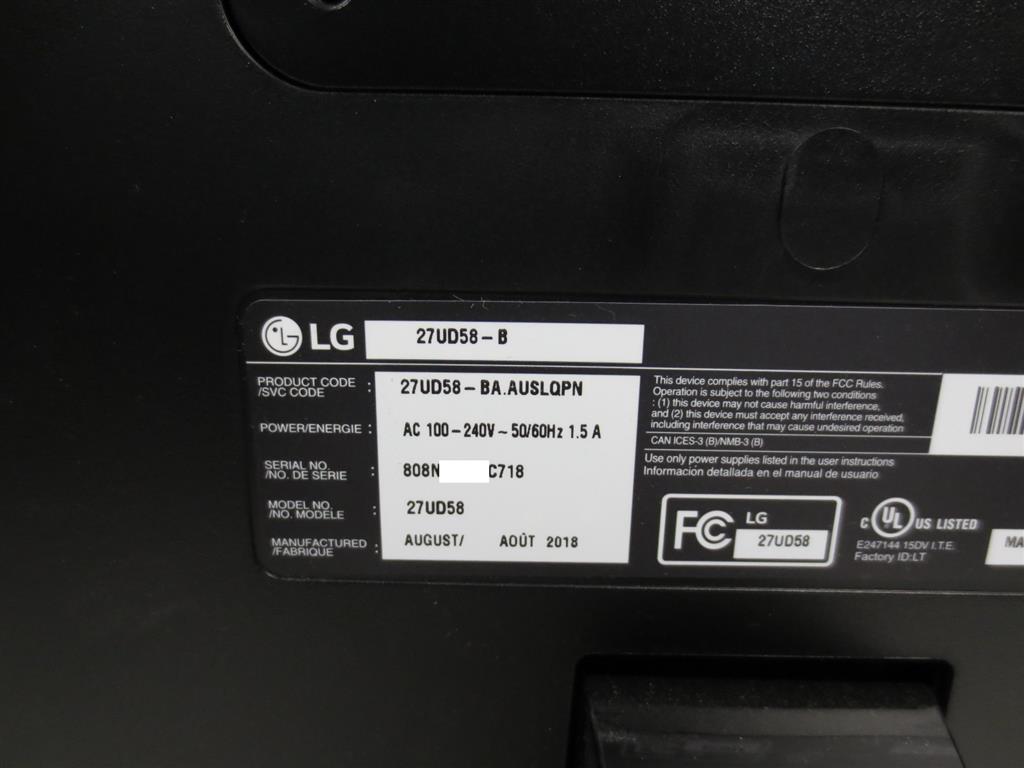 LG 27UD58-B
PRODUCT CODE
/SVC CODE : 27UD58-BA.AUSLQPN
POWER/ENERGIE : AC 100-240V~50/60Hz 1.5 A
SERIAL NO.
/NO. DE SÉRIE : 808N C718
MODEL NO.
/NO. MODÈLE : 27UD58
MANUFACTURED
/FABRIQUE : AUGUST/ AOÛT 2018
This device complies with part 15 of the FCC Rules.
Operation is subject to the following two conditions
: (1) this device may not cause harmful interference,
and (2) this device must accept any interference received,
including interference that may cause undesired operation
CAN ICES-3 (B)/NMB-3 (B)
Use only power supplies listed in the user instructions
Información detallada en el manual de usuario
FC LG
27UD58
C UL US LISTED
E247144 15DV I.T.E.
Factory ID:LT
MA